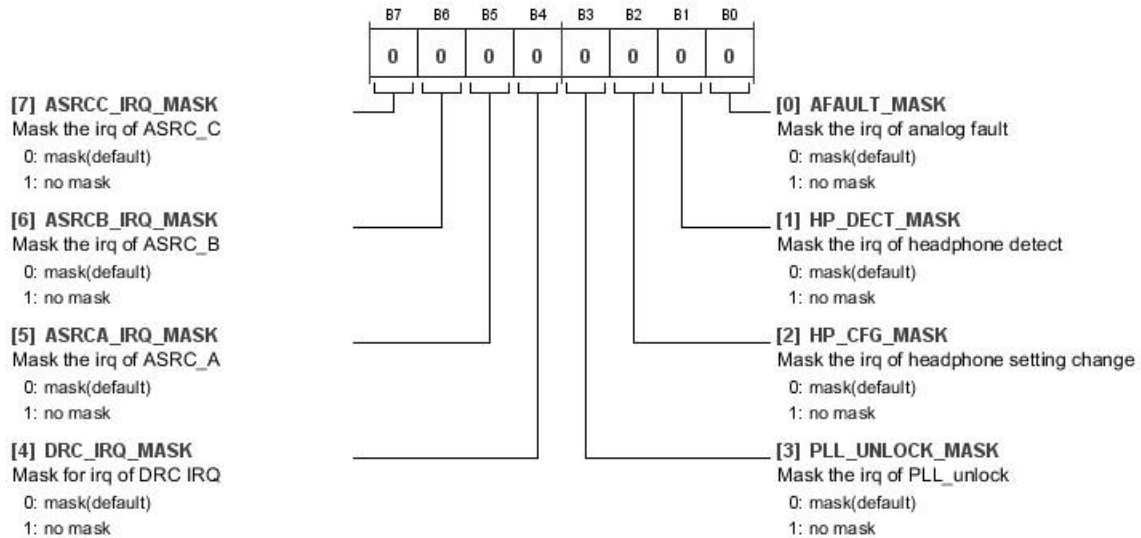 B7 B6 B5 B4 B3 B2 B1 B0
0 0 0 0 0 0 0 0
[7] ASRCC_IRQ_MASK
Mask the irq of ASRC_C
0: mask(default)
1: no mask
[6] ASRCB_IRQ_MASK
Mask the irq of ASRC_B
0: mask(default)
1: no mask
[5] ASRCA_IRQ_MASK
Mask the irq of ASRC_A
0: mask(default)
1: no mask
[4] DRC_IRQ_MASK
Mask for irq of DRC IRQ
0: mask(default)
1: no mask
[0] AFAULT_MASK
Mask the irq of analog fault
0: mask(default)
1: no mask
[1] HP_DECT_MASK
Mask the irq of headphone detect
0: mask(default)
1: no mask
[2] HP_CFG_MASK
Mask the irq of headphone setting change
0: mask(default)
1: no mask
[3] PLL_UNLOCK_MASK
Mask the irq of PLL_unlock
0: mask(default)
1: no mask